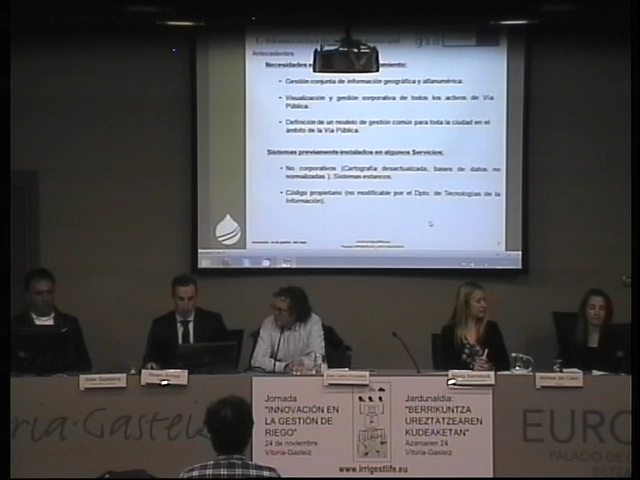 Antecedentes
• Gestión conjunta de información geográfica y alfanumérica.
• Visualización y gestión corporativa de todos los activos de Vía
Pública.
• Definición de un modelo de gestión común para toda la ciudad en el
ámbito de la Vía Pública.
Sistemas previamente instalados en algunos Servicios:
• No corporativos (Cartografía desactualizada, bases de datos no
normalizadas ). Sistemas estancos.
• Código propietario (no modificable por el Dpto. de Tecnologías de la
Información).
ria-Gasteiz
Jornada
"INNOVACIÓN EN
LA GESTIÓN DE
RIEGO"
24 de noviembre
Vitoria-Gasteiz
Jardunaldia:
"BERRIKUNTZA
UREZTATZEAREN
KUDEAKETAN"
Azaroaren 24
Vitoria-Gasteiz
www.irrigestlife.eu
EURO
PALACIO DE
BILTZ